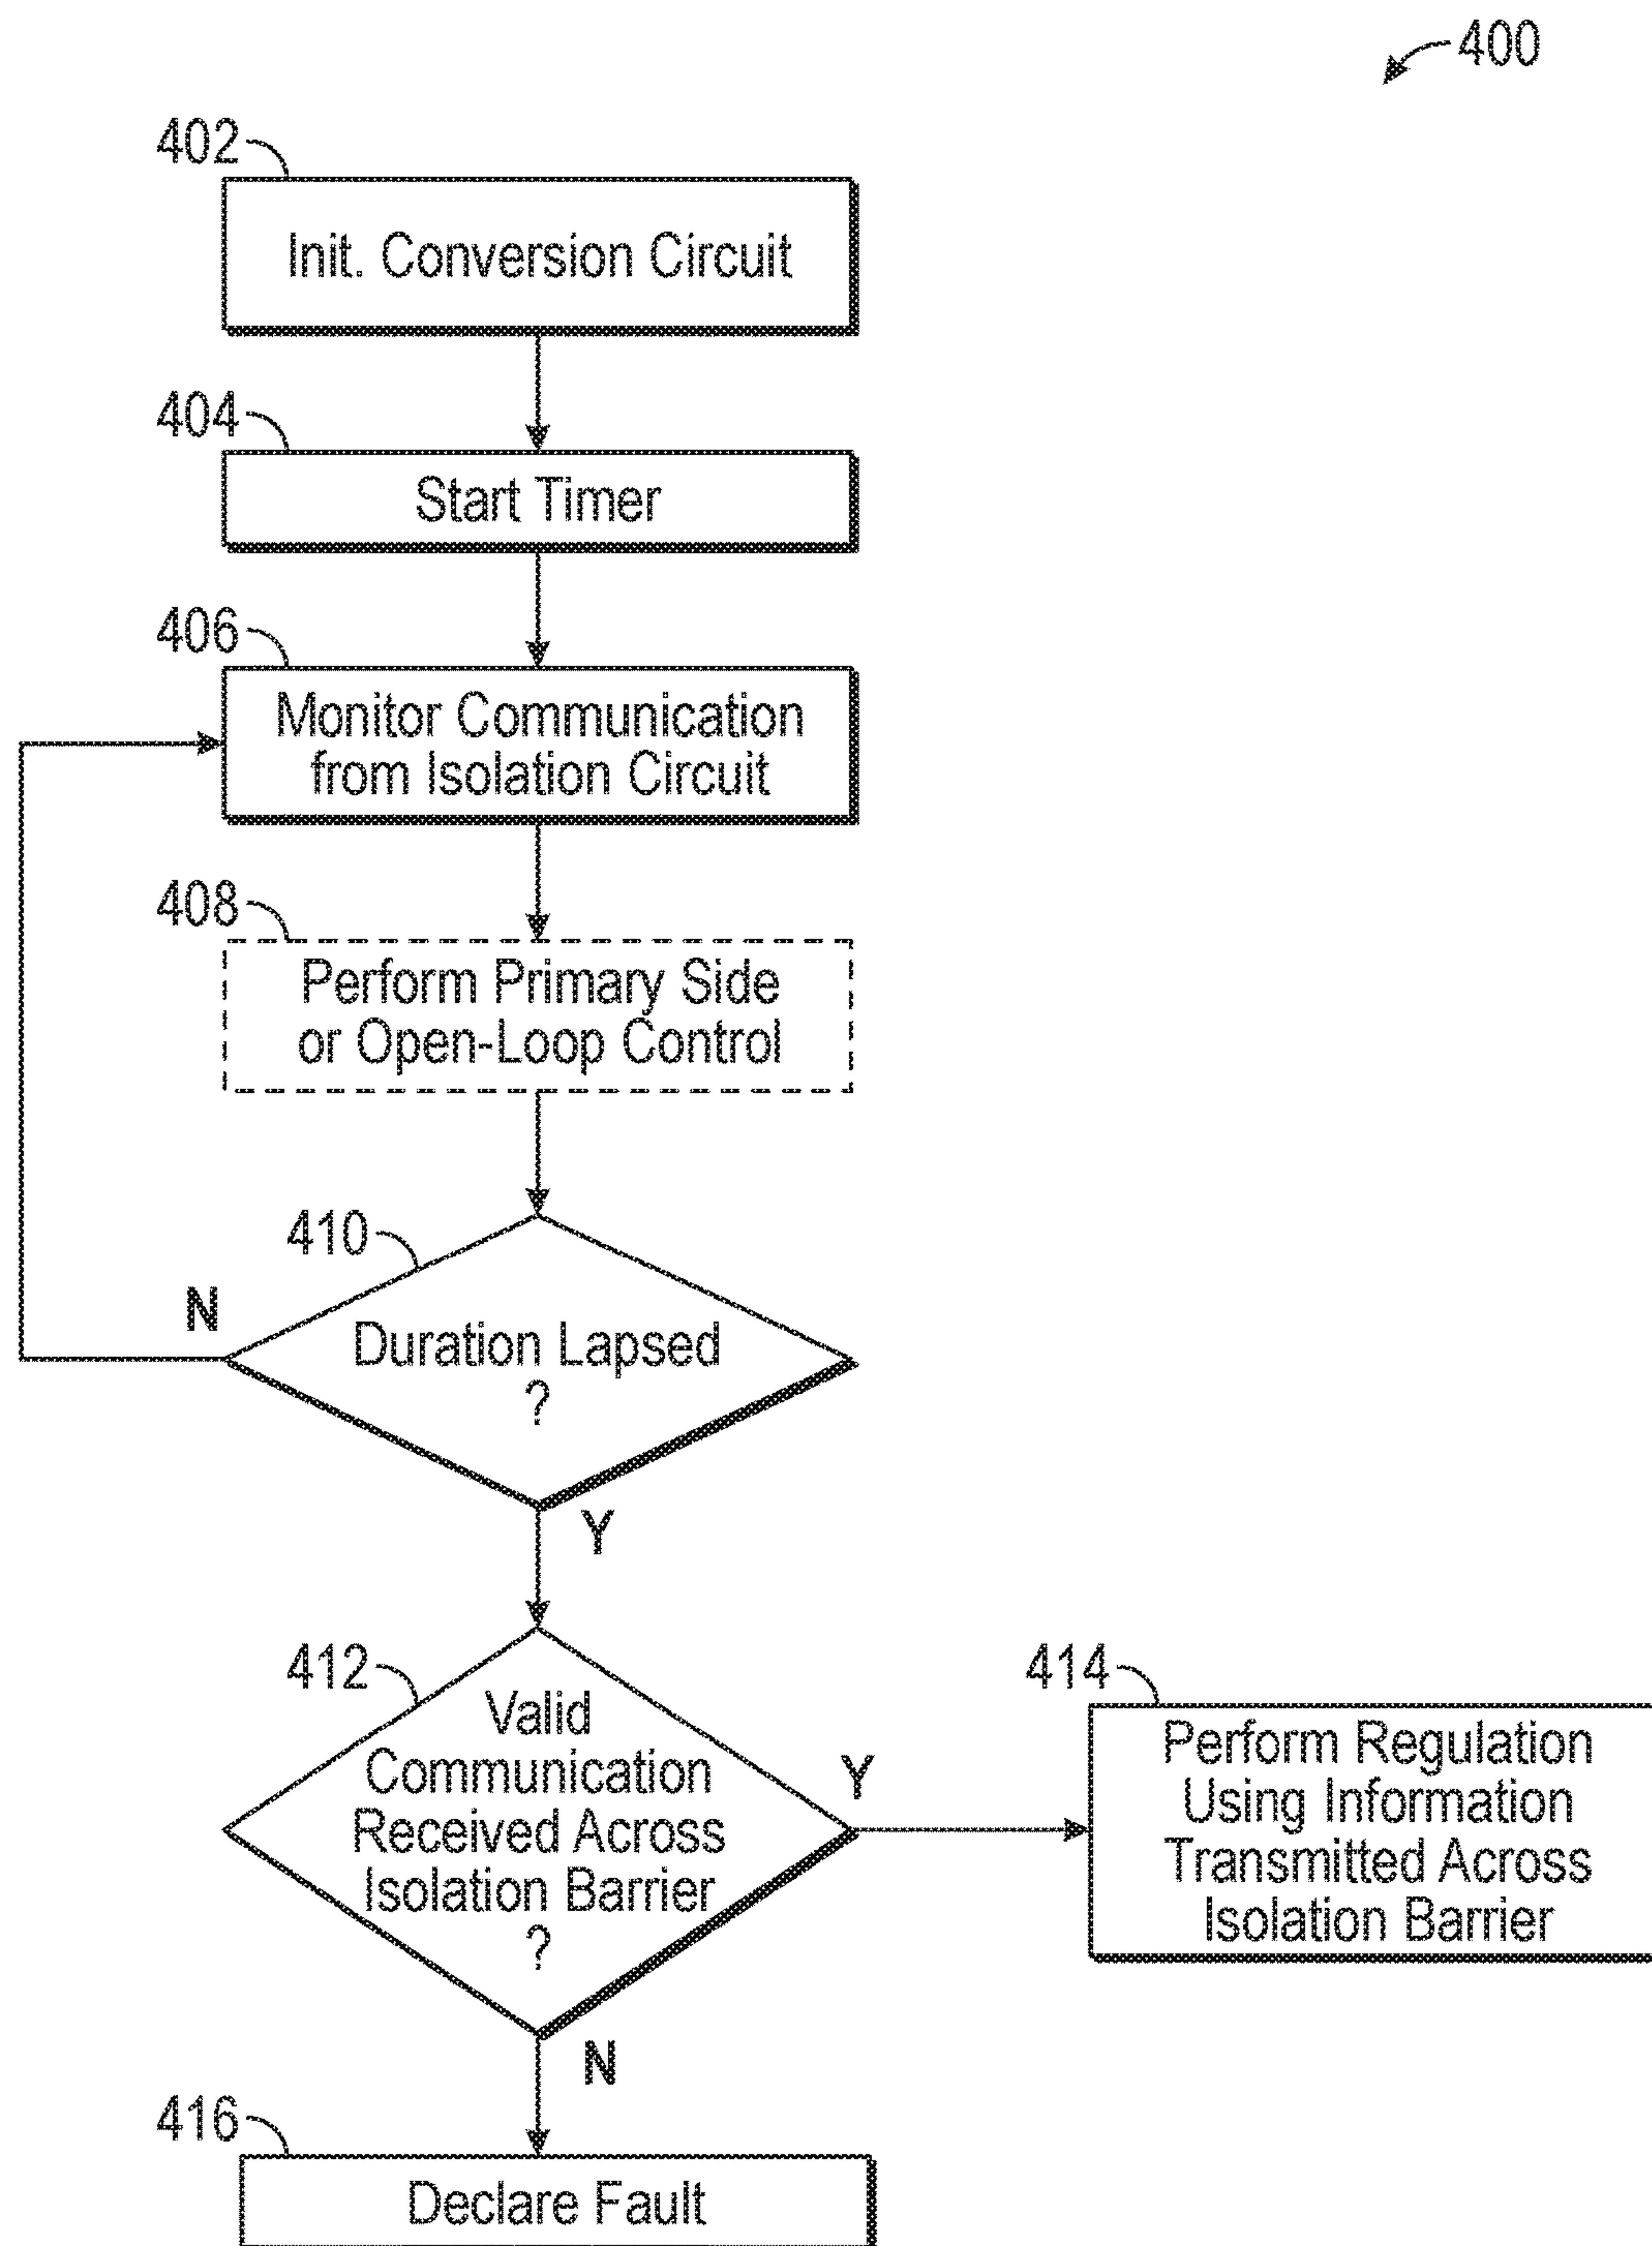 400
402
Init. Conversion Circuit
404
Start Timer
406
Monitor Communication
from Isolation Circuit
408
Perform Primary Side
or Open-Loop Control
410
N
Duration Lapsed
?
Y
412
Valid
Communication
Received Across
Isolation Barrier
?
Y
414
Perform Regulation
Using Information
Transmitted Across
Isolation Barrier
N
416
Declare Fault